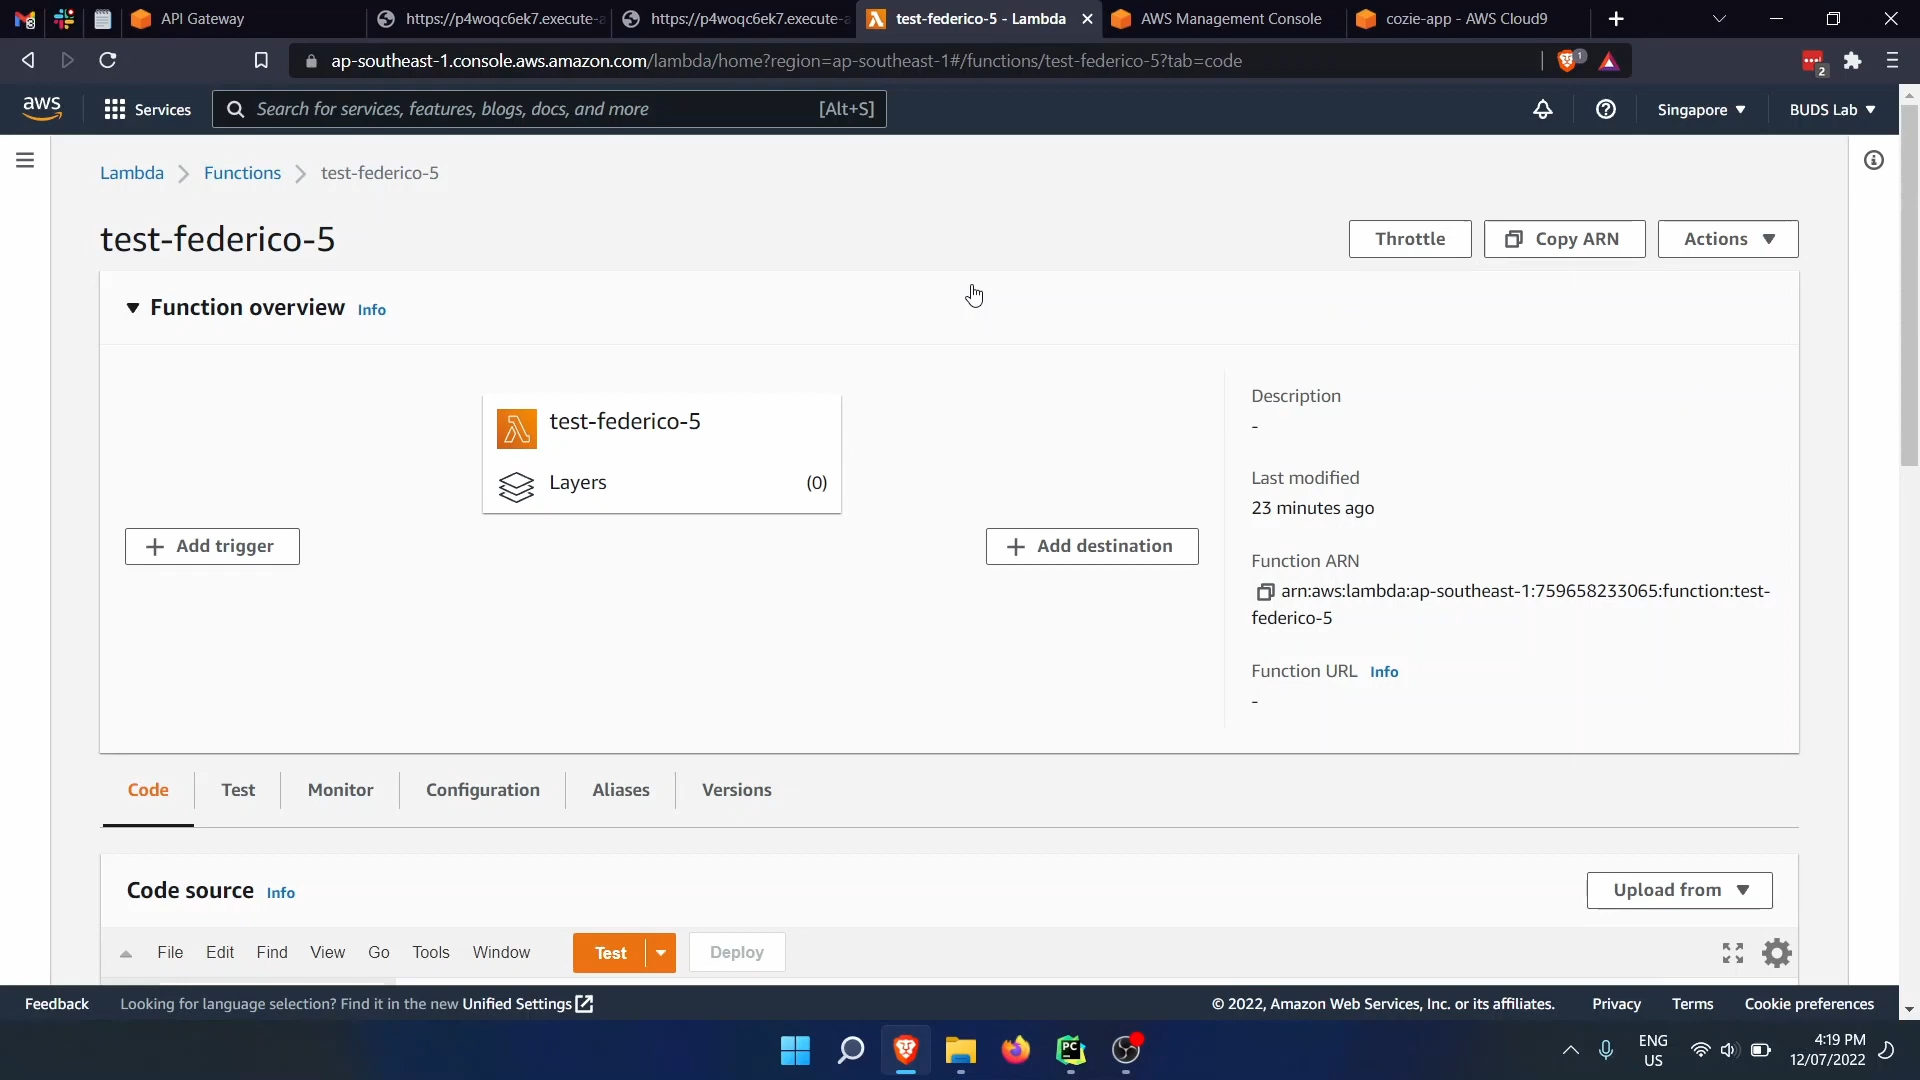 API Gateway
https://p4woqc6ek7.execute-a
https://p4woqc6ek7.execute-a
test-federico-5 - Lambda
AWS Management Console
cozie-app - AWS Cloud9
ap-southeast-1.console.aws.amazon.com/lambda/home?region=ap-southeast-1#/functions/test-federico-5?tab=code
1
2
aws
Services
Search for services, features, blogs, docs, and more
[Alt+S]
Singapore
BUDS Lab
Lambda
Functions
test-federico-5
test-federico-5
Throttle
Copy ARN
Actions
Function overview
Info
test-federico-5
Layers
(0)
Add trigger
Add destination
Description
-
Last modified
23 minutes ago
Function ARN
arn:aws:lambda:ap-southeast-1:759658233065:function:test-
federico-5
Function URL
Info
-
Code
Test
Monitor
Configuration
Aliases
Versions
Code source
Info
Upload from
File
Edit
Find
View
Go
Tools
Window
Test
Deploy
Feedback
Looking for language selection? Find it in the new Unified Settings
© 2022, Amazon Web Services, Inc. or its affiliates.
Privacy
Terms
Cookie preferences
PC
ENG
US
4:19 PM
12/07/2022